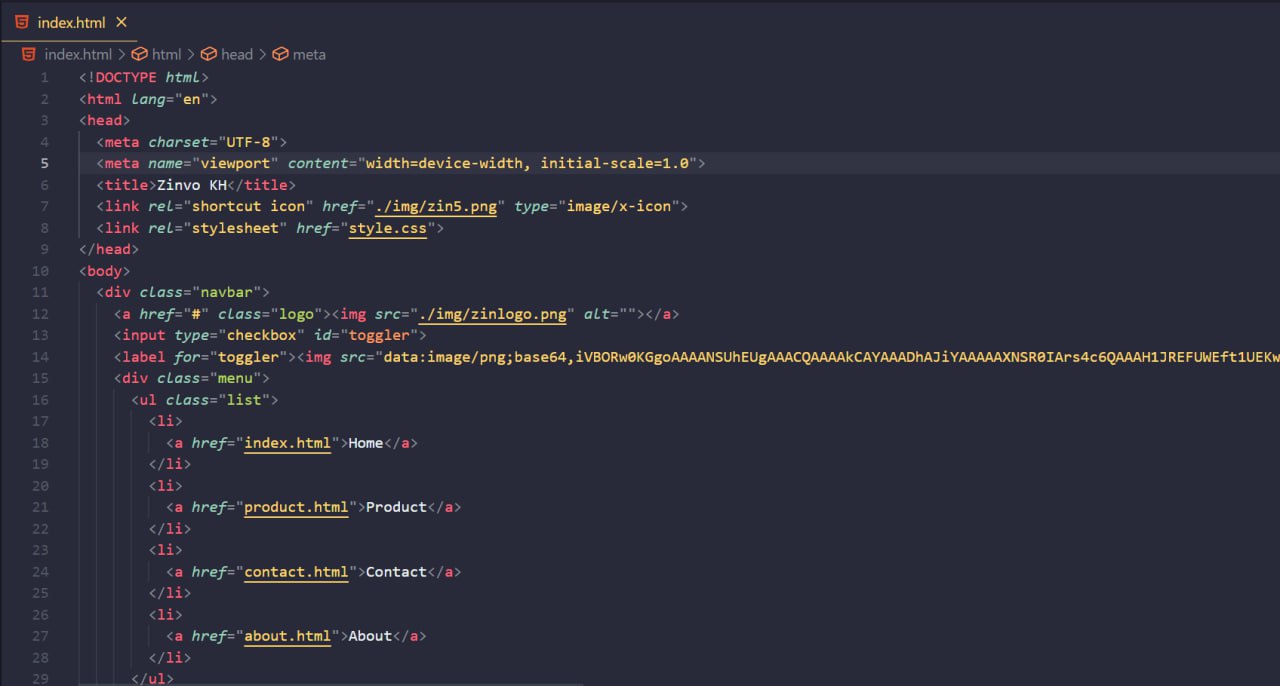 index.html
index.html > html > head > meta
1 <!DOCTYPE html>
2 <html lang="en">
3 <head>
4 <meta charset="UTF-8">
5 <meta name="viewport" content="width=device-width, initial-scale=1.0">
6 <title>Zinvo KH</title>
7 <link rel="shortcut icon" href="./img/zin5.png" type="image/x-icon">
8 <link rel="stylesheet" href="style.css">
9 </head>
10 <body>
11 <div class="navbar">
12 <a href="#" class="logo"><img src="./img/zinlogo.png" alt=""></a>
13 <input type="checkbox" id="toggler">
14 <label for="toggler"><img src="data:image/png;base64,iVBORw0KGgoAAAANSUhEUgAAACQAAAAkCAYAAADhAJiYAAAAAXNSR0IArs4c6QAAAH1JREFUWEft1UEKw
15 <div class="menu">
16 <ul class="list">
17 <li>
18 <a href="index.html">Home</a>
19 </li>
20 <li>
21 <a href="product.html">Product</a>
22 </li>
23 <li>
24 <a href="contact.html">Contact</a>
25 </li>
26 <li>
27 <a href="about.html">About</a>
28 </li>
29 </ul>